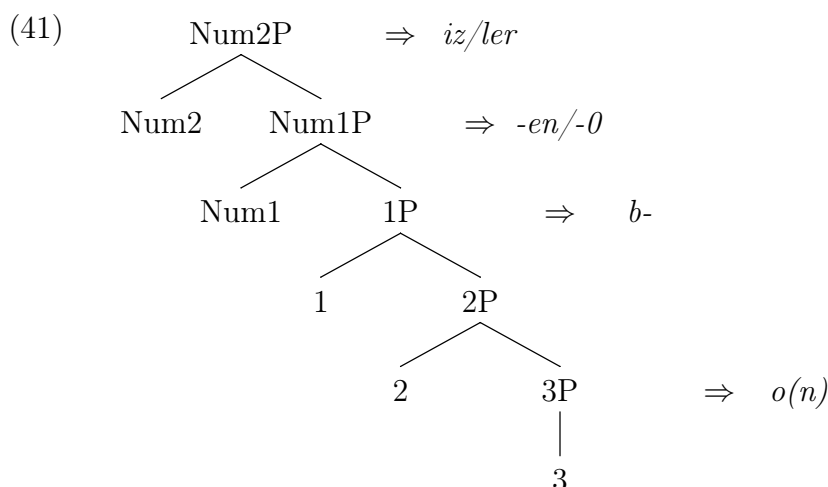 (41) Num2P ⇒ iz/ler
Num2 Num1P ⇒ -en/-0
Num1 1P ⇒ b-
1 2P
2 3P ⇒ o(n)
3